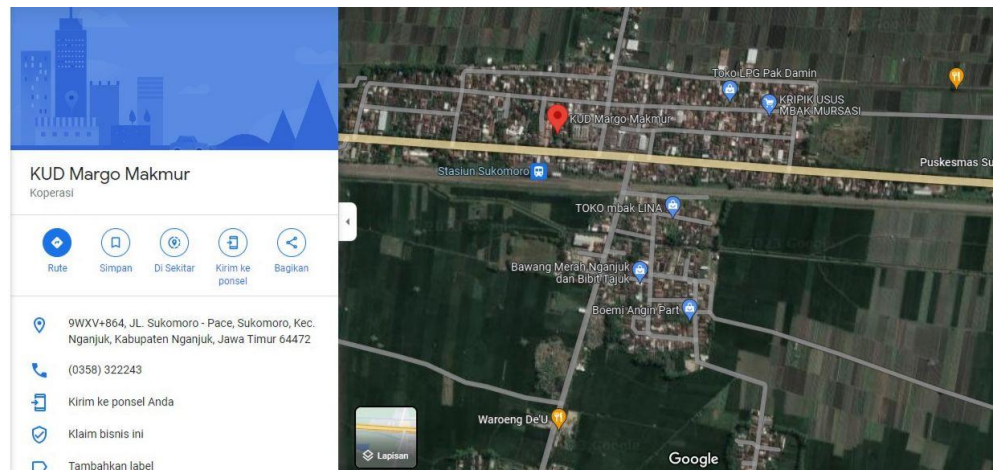 KUD Margo Makmur
Koperasi
Rute
Simpan
Di Sekitar
Kirim ke
ponsel
Bagikan
9WXV+864, JL. Sukomoro - Pace, Sukomoro, Kec.
Nganjuk, Kabupaten Nganjuk, Jawa Timur 64472
(0358) 322243
Kirim ke ponsel Anda
Klaim bisnis ini
Tambahkan label
Toko LPG Pak Damin
KRIPIK USUS
MBAK MURSASI
KUD Margo Makmur
Puskesmas Su
Stasiun Sukomoro
TOKO mbak LINA
Bawang Merah Nganjuk
dan Bibit Tajuk
Boemi Angin Part
Waroeng De'U
Lapisan
Google